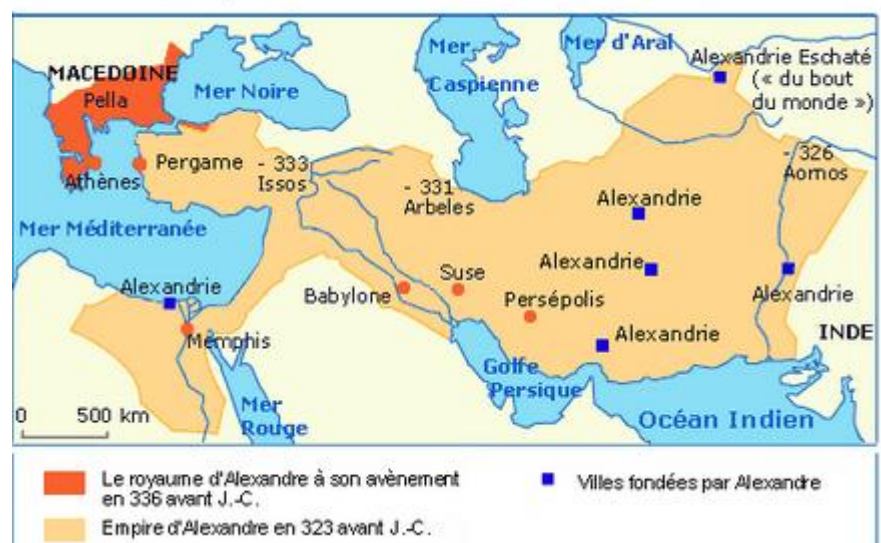 Mer
Caspienne
Mer d'Aral
Alexandrie Eschaté
(« du bout
du monde »)
MACEDOINE
Pella
Mer Noire
Athènes
Pergame
- 333
Issos
- 331
Arbeles
- 326
Aornos
Mer Méditerranée
Alexandrie
Alexandrie
Alexandrie
Babylone
Suse
Persépolis
Alexandrie
Memphis
Alexandrie
INDE
Golfe
Persique
Mer
Rouge
Océan Indien
0 500 km
Le royaume d'Alexandre à son avènement
en 336 avant J.-C.
Villes fondées par Alexandre
Empire d'Alexandre en 323 avant J.-C.